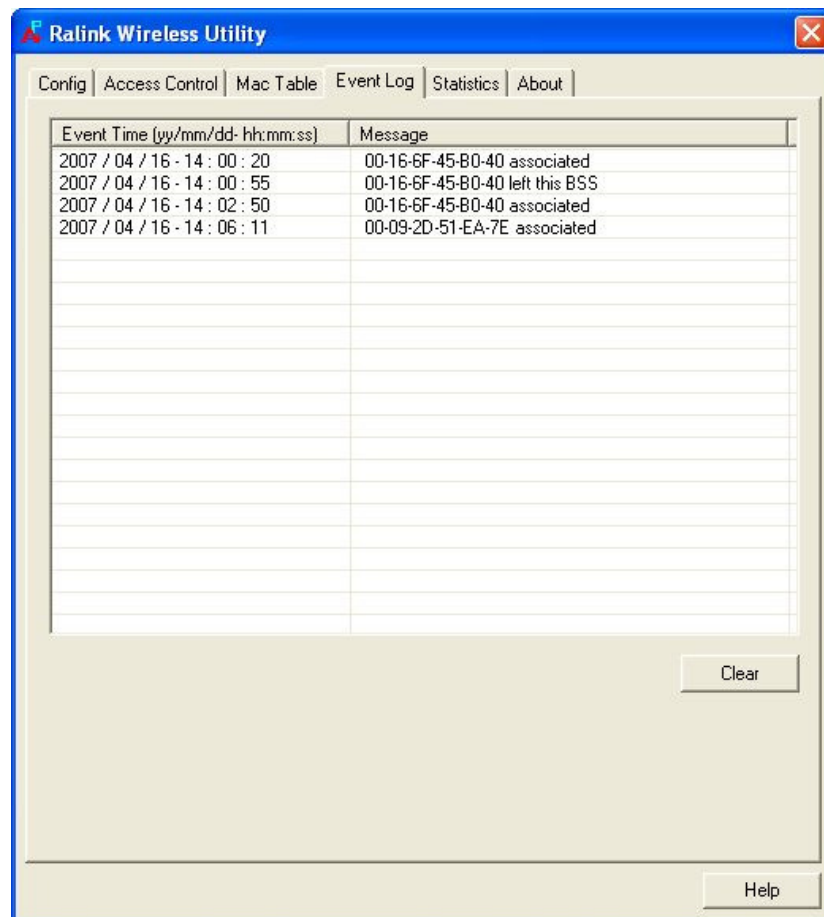 Ralink Wireless Utility
Config Access Control Mac Table Event Log Statistics About
Event Time (yy/mm/dd- hh:mm:ss) Message
2007 / 04 / 16 - 14 : 00 : 20 00-16-6F-45-B0-40 associated
2007 / 04 / 16 - 14 : 00 : 55 00-16-6F-45-B0-40 left this BSS
2007 / 04 / 16 - 14 : 02 : 50 00-16-6F-45-B0-40 associated
2007 / 04 / 16 - 14 : 06 : 11 00-09-2D-51-EA-7E associated
Clear
Help